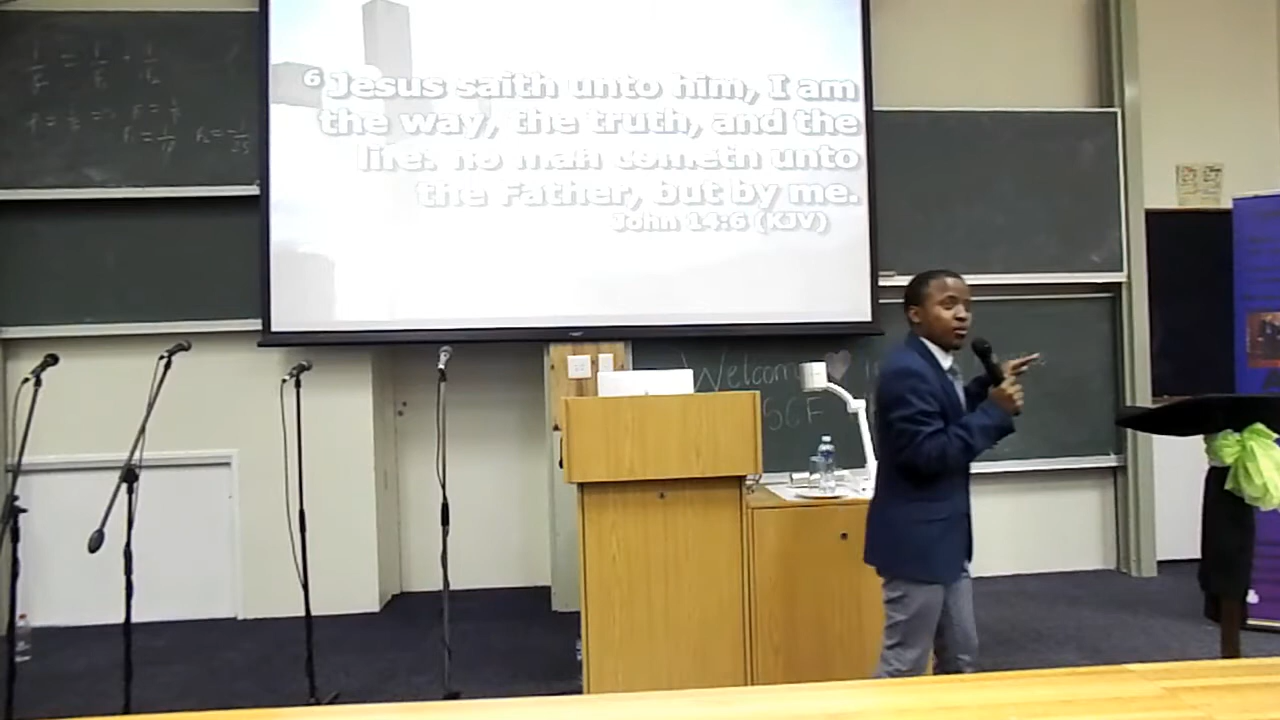 6 Jesus saith unto him, I am
the way, the truth, and the
life: no man cometh unto
the Father, but by me.
John 14:6 (KJV)
Welcome
SCF